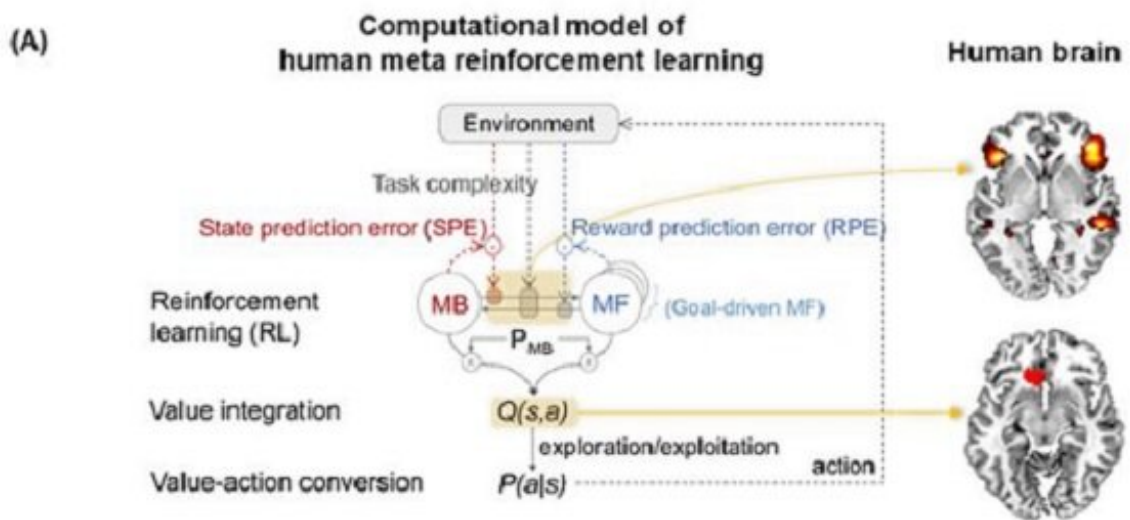 (A)
Computational model of
human meta reinforcement learning
Human brain
Environment
Task complexity
State prediction error (SPE)
Reward prediction error (RPE)
Reinforcement
learning (RL)
MB
MF
(Goal-driven MF)
P_MB
Value integration
Q(s,a)
exploration/exploitation
Value-action conversion
P(a|s)
action